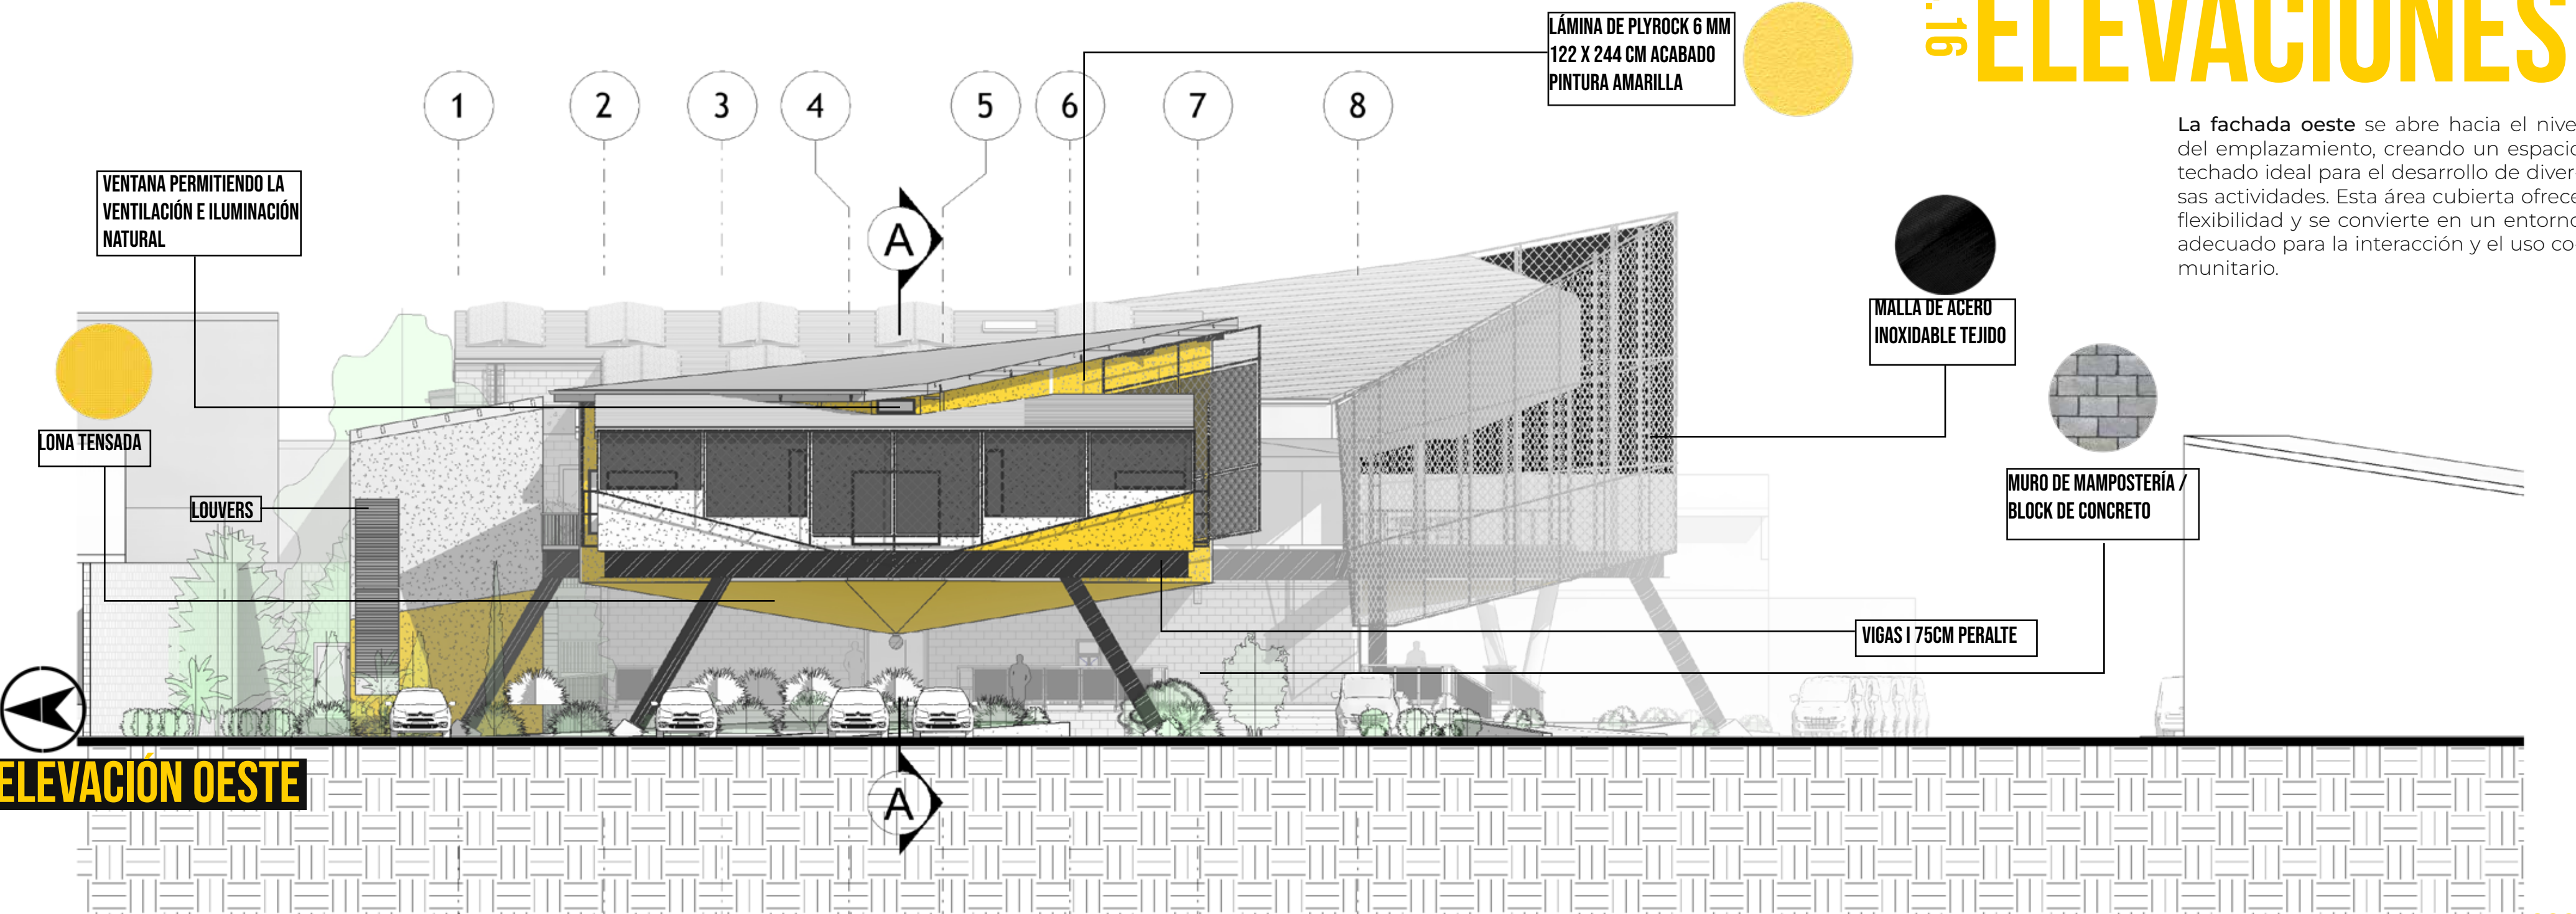 ELEVACIONES
. 16
La fachada oeste se abre hacia el nive
del emplazamiento, creando un espacio
techado ideal para el desarrollo de diver
sas actividades. Esta área cubierta ofrece
flexibilidad y se convierte en un entorno
adecuado para la interacción y el uso co
munitario.
LÁMINA DE PLYROCK 6 MM
122 X 244 CM ACABADO
PINTURA AMARILLA
1 2 3 4 5 6 7 8
VENTANA PERMITIENDO LA
VENTILACIÓN E ILUMINACIÓN
NATURAL
A
MALLA DE ACERO
INOXIDABLE TEJIDO
LONA TENSADA
LOUVERS
MURO DE MAMPOSTERÍA /
BLOCK DE CONCRETO
VIGAS I 75CM PERALTE
ELEVACIÓN OESTE
A